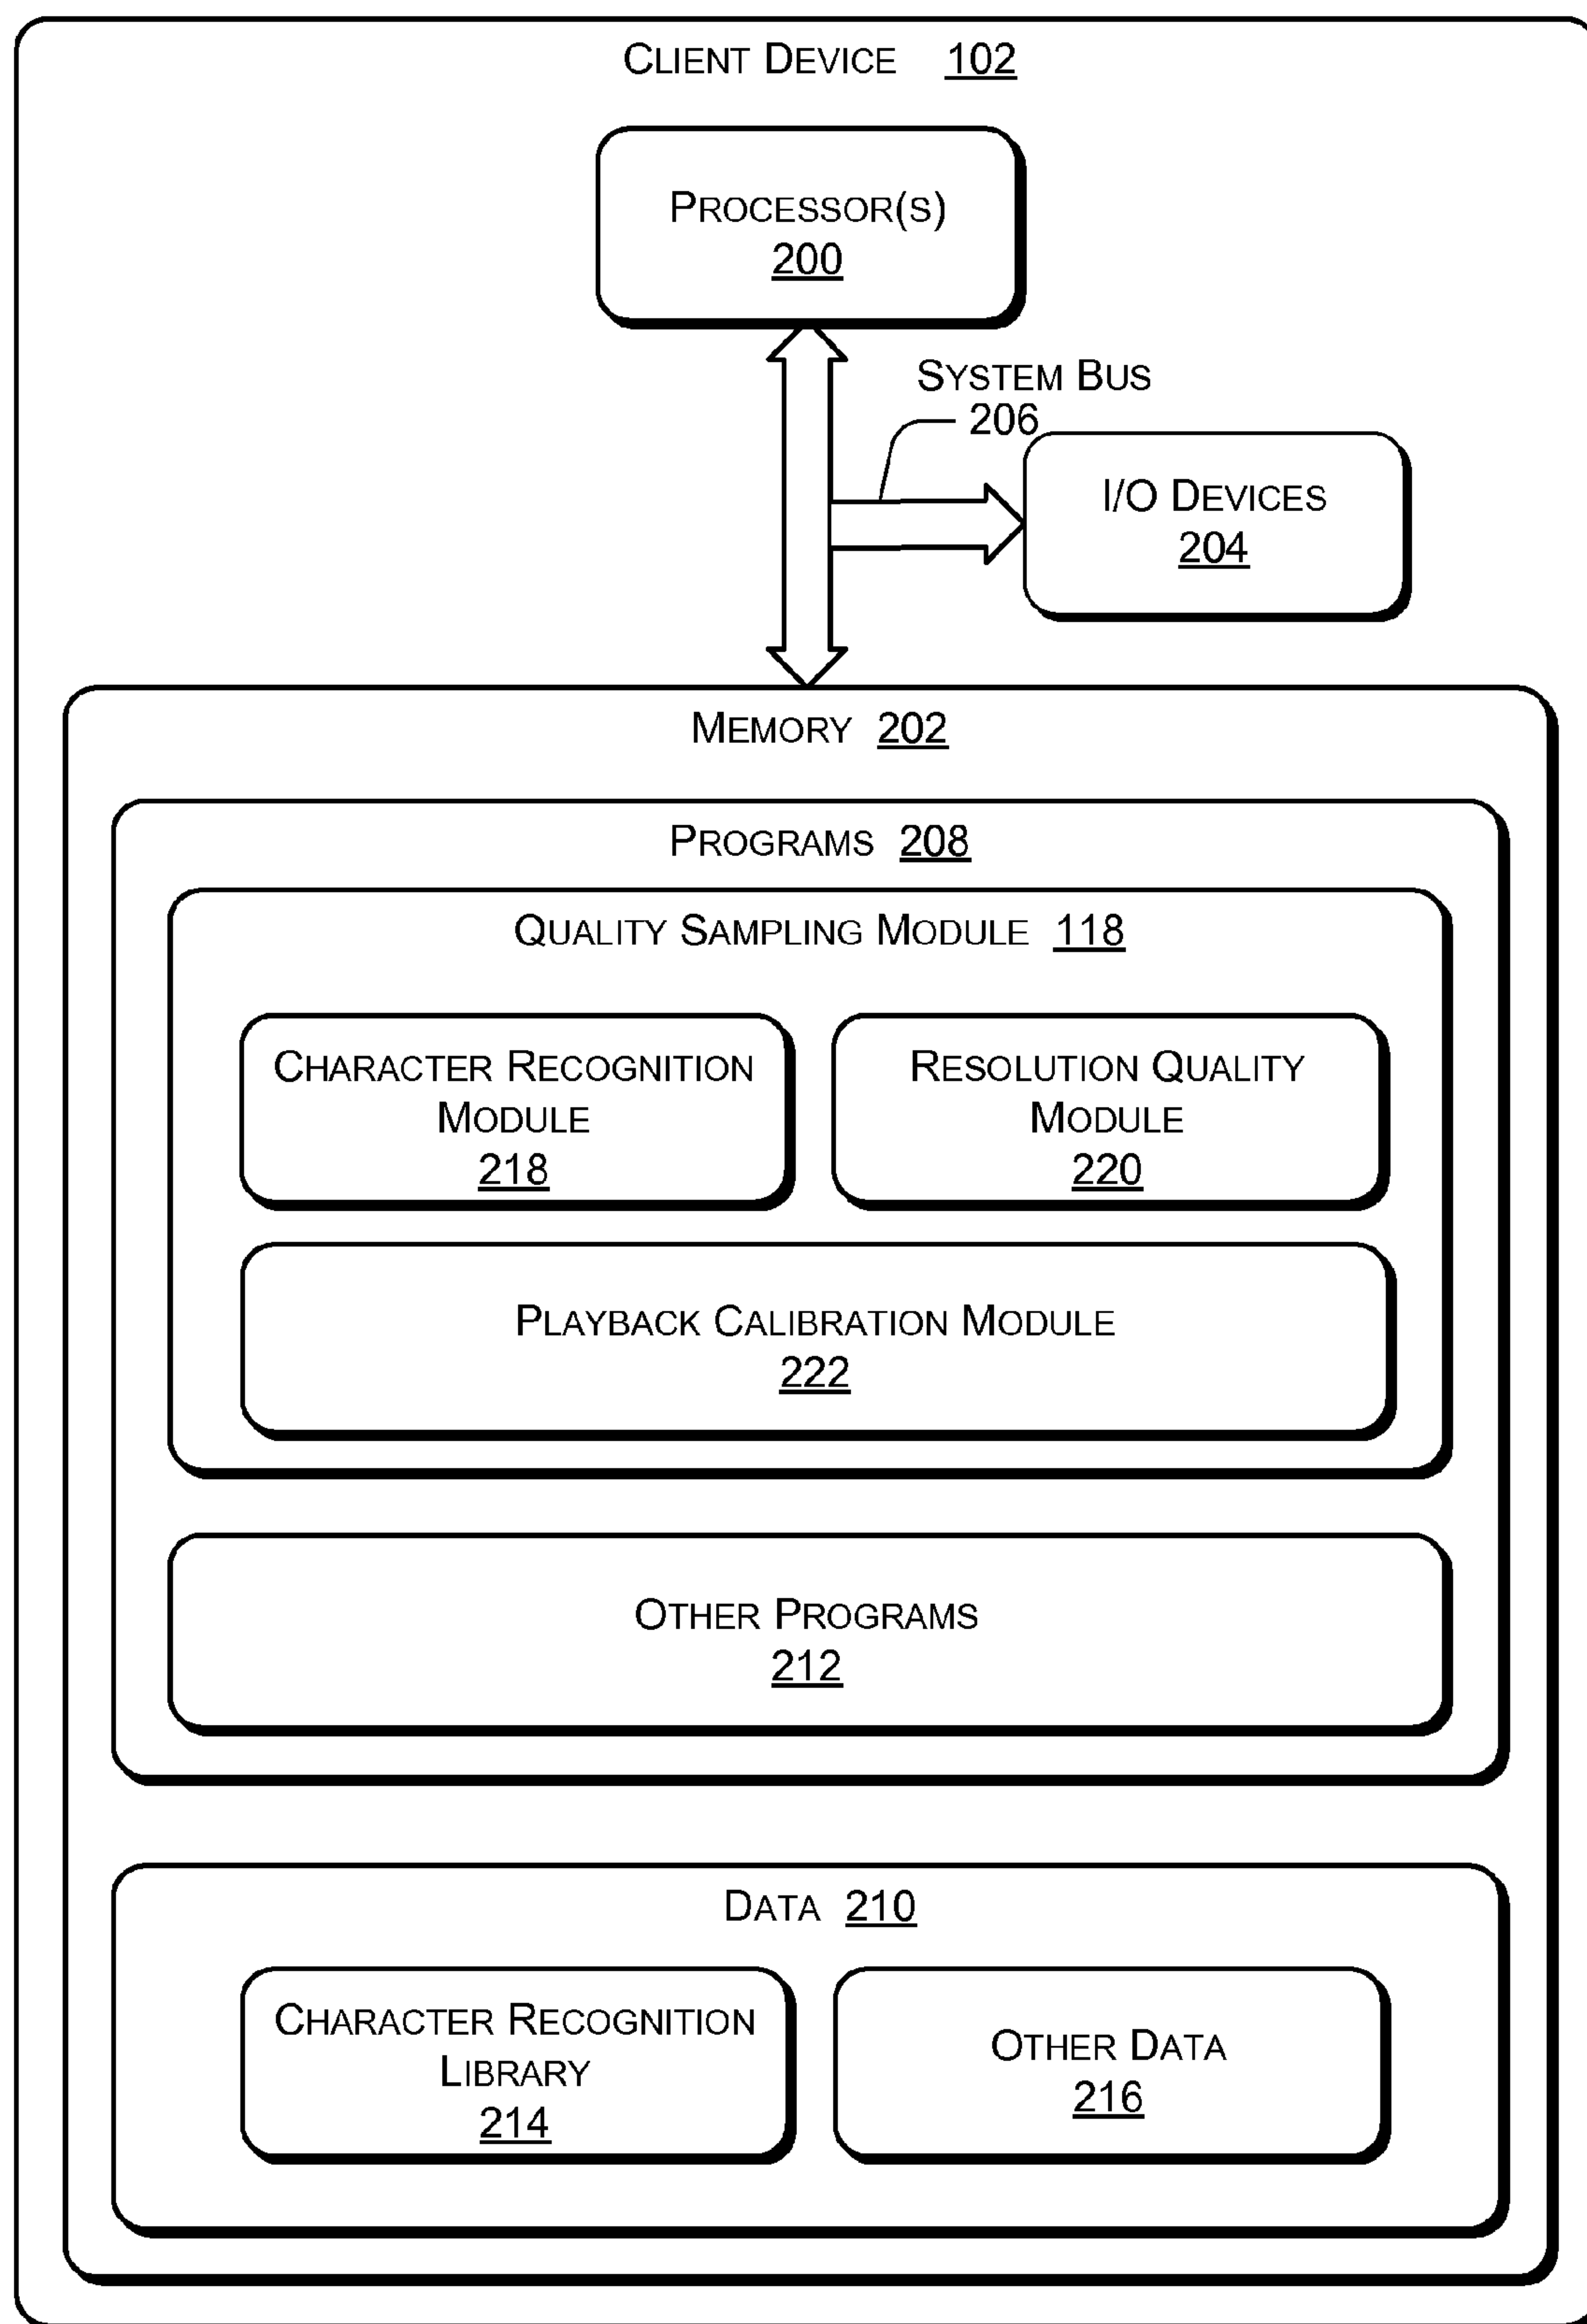 CLIENT DEVICE 102
PROCESSOR(S)
200
SYSTEM BUS
206
I/O DEVICES
204
MEMORY 202
PROGRAMS 208
QUALITY SAMPLING MODULE 118
CHARACTER RECOGNITION
MODULE
218
RESOLUTION QUALITY
MODULE
220
PLAYBACK CALIBRATION MODULE
222
OTHER PROGRAMS
212
DATA 210
CHARACTER RECOGNITION
LIBRARY
214
OTHER DATA
216